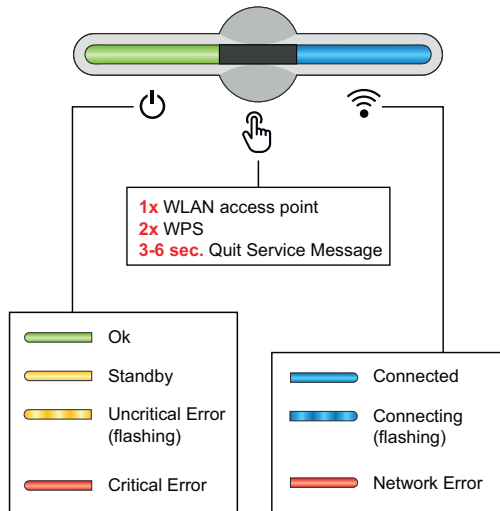 1x WLAN access point
2x WPS
3-6 sec. Quit Service Message
Ok
Standby
Uncritical Error
(flashing)
Critical Error
Connected
Connecting
(flashing)
Network Error